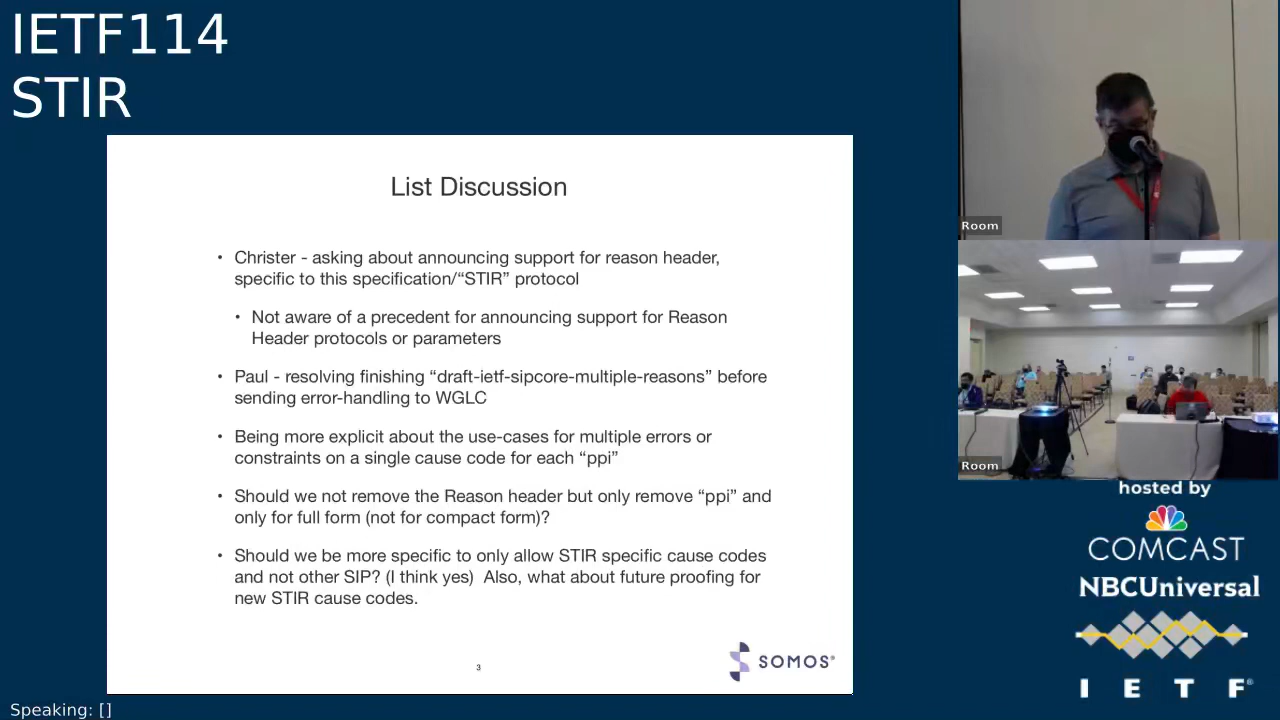 IETF114
STIR
List Discussion
• Christer - asking about announcing support for reason header,
specific to this specification/“STIR” protocol
• Not aware of a precedent for announcing support for Reason
Header protocols or parameters
• Paul - resolving finishing “draft-ietf-sipcore-multiple-reasons” before
sending error-handling to WGLC
• Being more explicit about the use-cases for multiple errors or
constraints on a single cause code for each “ppi”
• Should we not remove the Reason header but only remove “ppi” and
only for full form (not for compact form)?
• Should we be more specific to only allow STIR specific cause codes
and not other SIP? (I think yes)  Also, what about future proofing for
new STIR cause codes.
3
SOMOS®
Room
Room
hosted by
COMCAST
NBCUniversal
I E T F®
Speaking: []